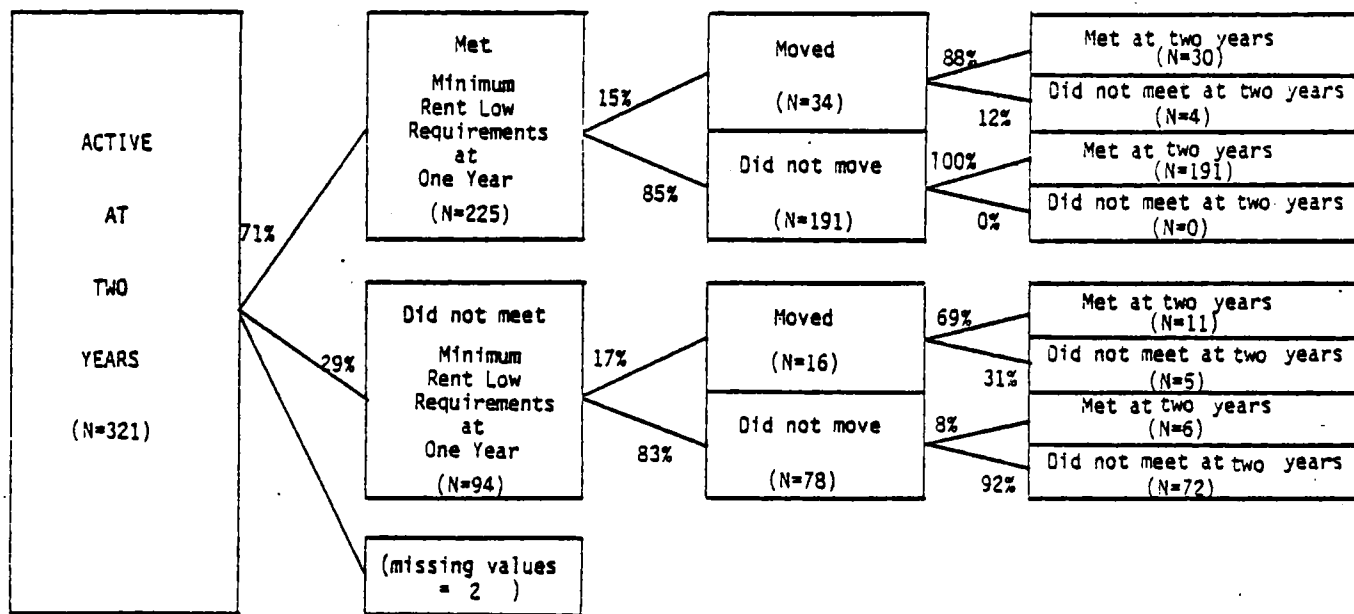 ACTIVE
AT
TWO
YEARS
(N=321)
71%
29%
Met
Minimum
Rent Low
Requirements
at
One Year
(N=225)
15%
85%
Moved
(N=34)
Did not move
(N=191)
88%
12%
100%
0%
Met at two years
(N=30)
Did not meet at two years
(N=4)
Met at two years
(N=191)
Did not meet at two years
(N=0)
Did not meet
Minimum
Rent Low
Requirements
at
One Year
(N=94)
17%
83%
Moved
(N=16)
Did not move
(N=78)
69%
31%
8%
92%
Met at two years
(N=11)
Did not meet at two years
(N=5)
Met at two years
(N=6)
Did not meet at two years
(N=72)
(missing values
= 2 )